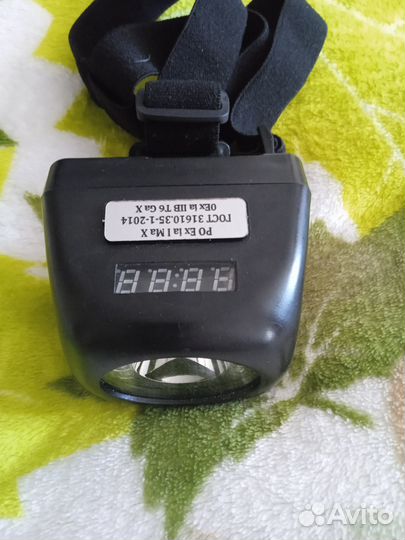 PO Ex Ia I Ma X
ГОСТ 31610.35-1-2014
0Ex Ia IIB T6 Ga X
Avito